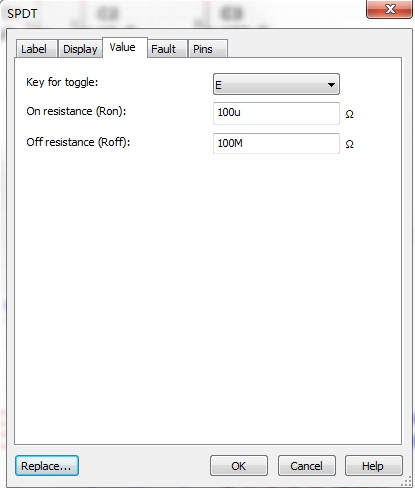 SPDT
Label Display Value Fault Pins
Key for toggle: E
On resistance (Ron): 100u Ω
Off resistance (Roff): 100M Ω
Replace... OK Cancel Help